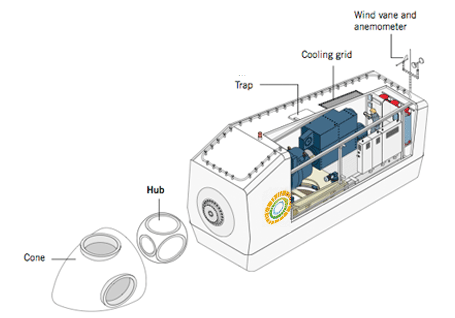 Wind vane and
anemometer
Cooling grid
Trap
Hub
Cone